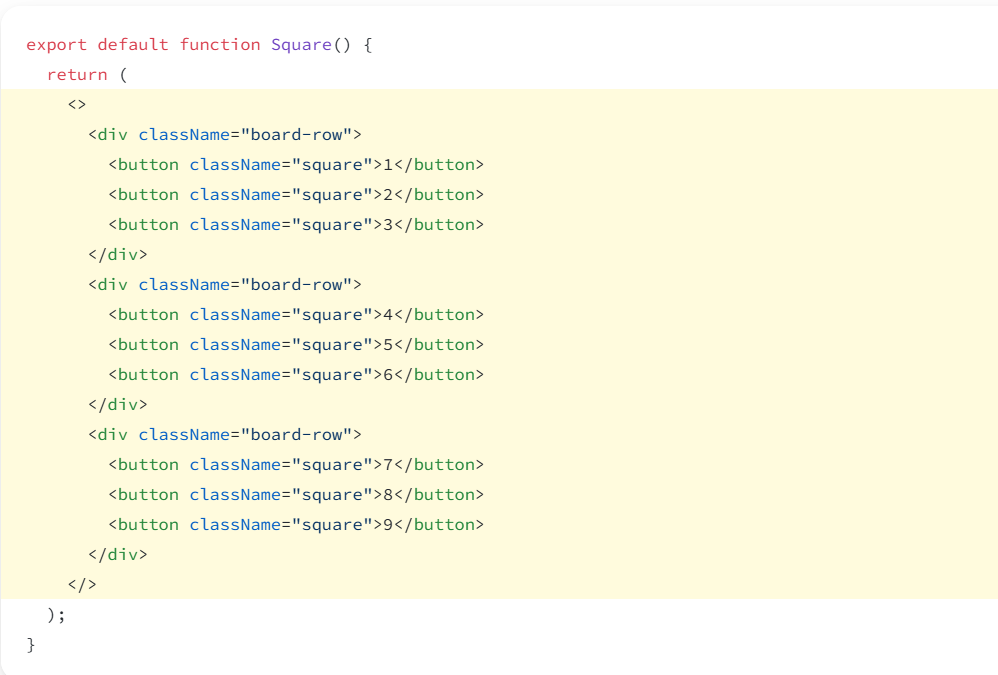 export default function Square() {
  return (
    <>
      <div className="board-row">
        <button className="square">1</button>
        <button className="square">2</button>
        <button className="square">3</button>
      </div>
      <div className="board-row">
        <button className="square">4</button>
        <button className="square">5</button>
        <button className="square">6</button>
      </div>
      <div className="board-row">
        <button className="square">7</button>
        <button className="square">8</button>
        <button className="square">9</button>
      </div>
    </>
  );
}